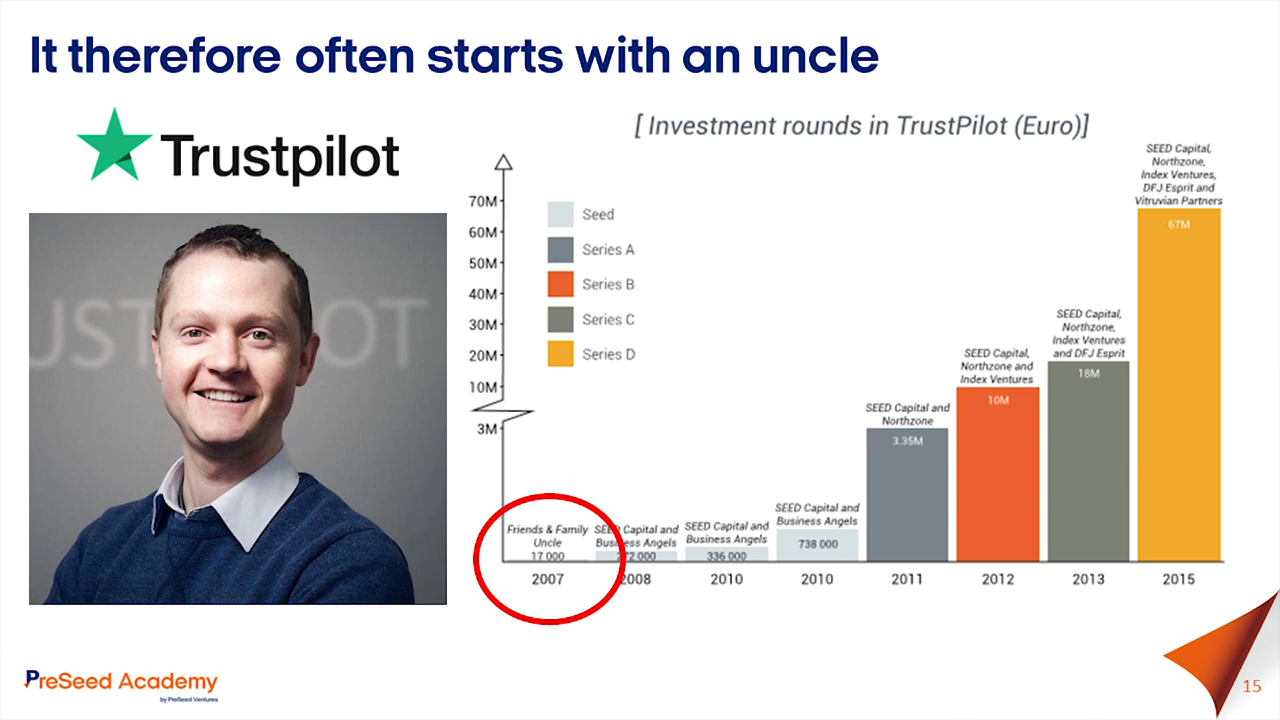 It therefore often starts with an uncle
Trustpilot
[ Investment rounds in TrustPilot (Euro)]
70M
60M
50M
40M
30M
20M
10M
3M
Seed
Series A
Series B
Series C
Series D
Friends & Family
Uncle
17 000
2007
SEED Capital and
Business Angels
272 000
2008
SEED Capital and
Business Angels
336 000
2010
SEED Capital and
Business Angels
738 000
2010
SEED Capital and
Northzone
3.35M
2011
SEED Capital,
Northzone and
Index Ventures
10M
2012
SEED Capital,
Northzone,
Index Ventures
and DFJ Esprit
18M
2013
SEED Capital,
Northzone,
Index Ventures,
DFJ Esprit and
Vitruvian Partners
67M
2015
UST
OT
PreSeed Academy
by PreSeed Ventures
15